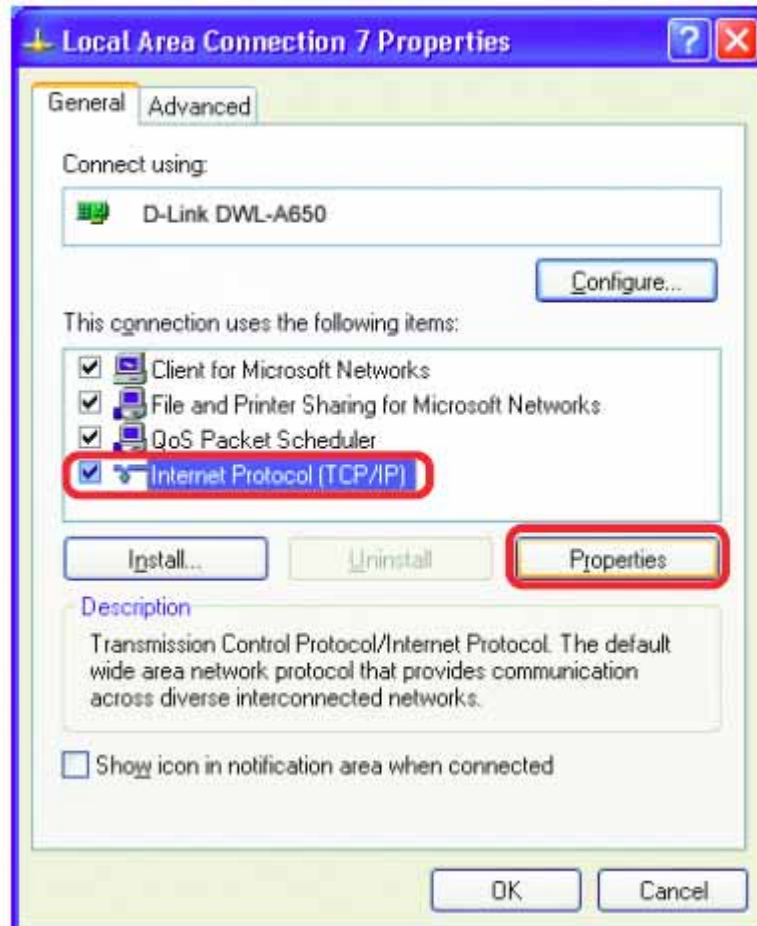 Local Area Connection 7 Properties
General
Advanced
Connect using:
D-Link DWL-A650
Configure...
This connection uses the following items:
Client for Microsoft Networks
File and Printer Sharing for Microsoft Networks
QoS Packet Scheduler
Internet Protocol (TCP/IP)
Install...
Uninstall
Properties
Description
Transmission Control Protocol/Internet Protocol. The default
wide area network protocol that provides communication
across diverse interconnected networks.
Show icon in notification area when connected
OK
Cancel